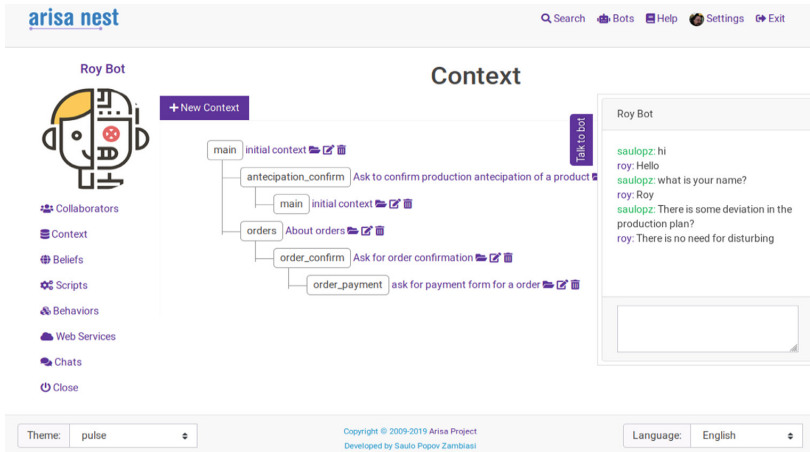 arisa nest
Search Bots Help Settings Exit
Roy Bot
Collaborators
Context
Beliefs
Scripts
Behaviors
Web Services
Chats
Close
Context
New Context
main initial context
antecipation_confirm Ask to confirm production antecipation of a product
main initial context
orders About orders
order_confirm Ask for order confirmation
order_payment ask for payment form for a order
Talk to bot
Roy Bot
saulopz: hi
roy: Hello
saulopz: what is your name?
roy: Roy
saulopz: There is some deviation in the
production plan?
roy: There is no need for disturbing
Theme: pulse
Copyright © 2009-2019 Arisa Project
Developed by Saulo Popov Zambiasi
Language: English